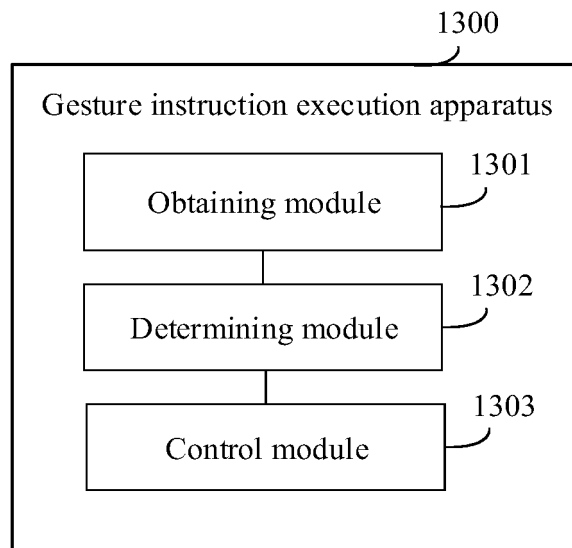 1300
Gesture instruction execution apparatus
1301
Obtaining module
1302
Determining module
1303
Control module